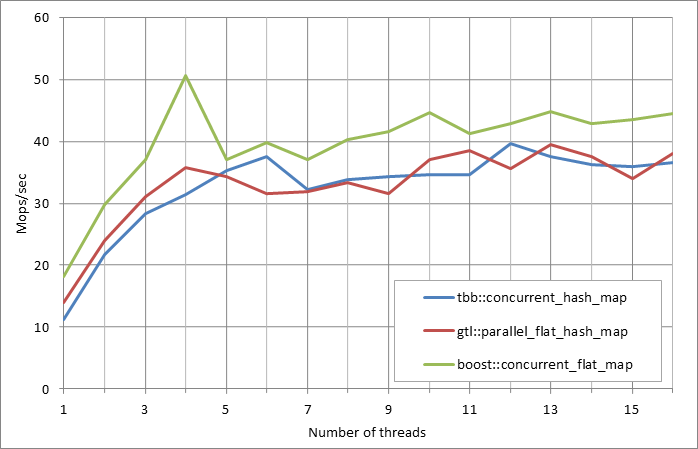 60
50
40
30
20
10
0
Mops/sec
tbb::concurrent_hash_map
gtl::parallel_flat_hash_map
boost::concurrent_flat_map
1 3 5 7 9 11 13 15
Number of threads